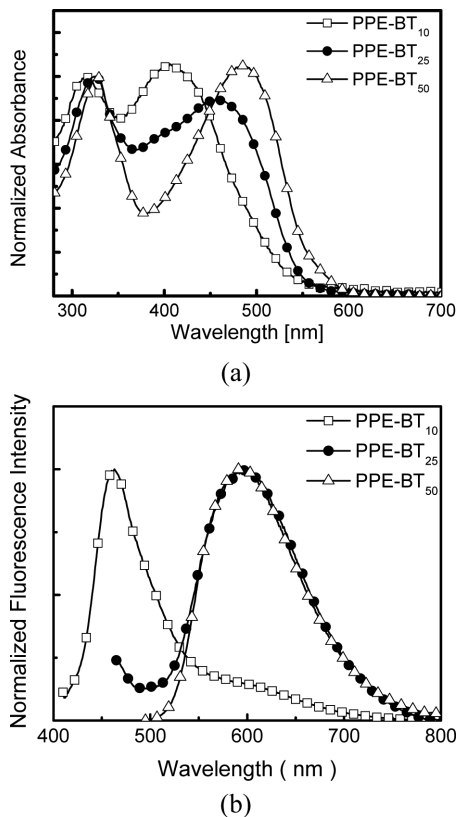 PPE-BT10
PPE-BT25
PPE-BT50
Normalized Absorbance
300 400 500 600 700
Wavelength [nm]
(a)
PPE-BT10
PPE-BT25
PPE-BT50
Normalized Fluorescence Intensity
400 500 600 700 800
Wavelength ( nm )
(b)